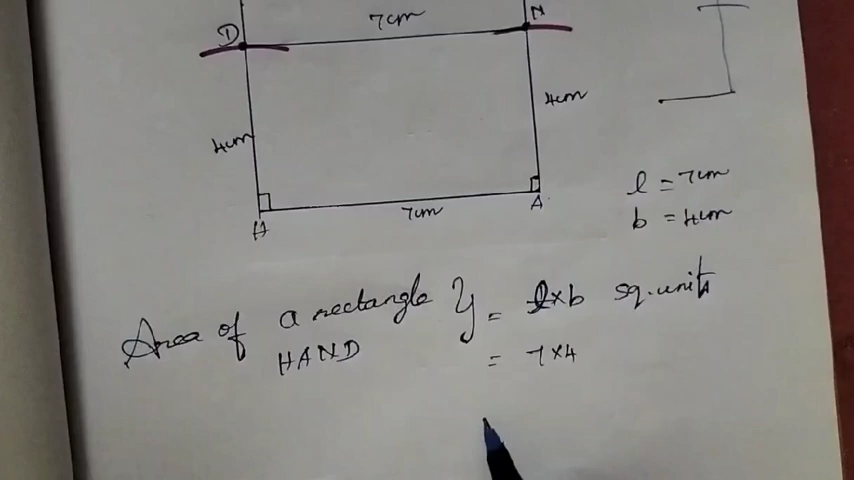 7cm
D
N
4cm
4cm
7cm
H
A
l = 7cm
b = 4cm
Area of a rectangle } = l×b sq.units
HAND
= 7×4